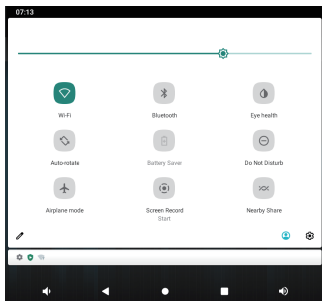 07:13
Wi-Fi
Bluetooth
Eye health
Auto-rotate
Battery Saver
Do Not Disturb
Airplane mode
Screen Record
Start
Nearby Share